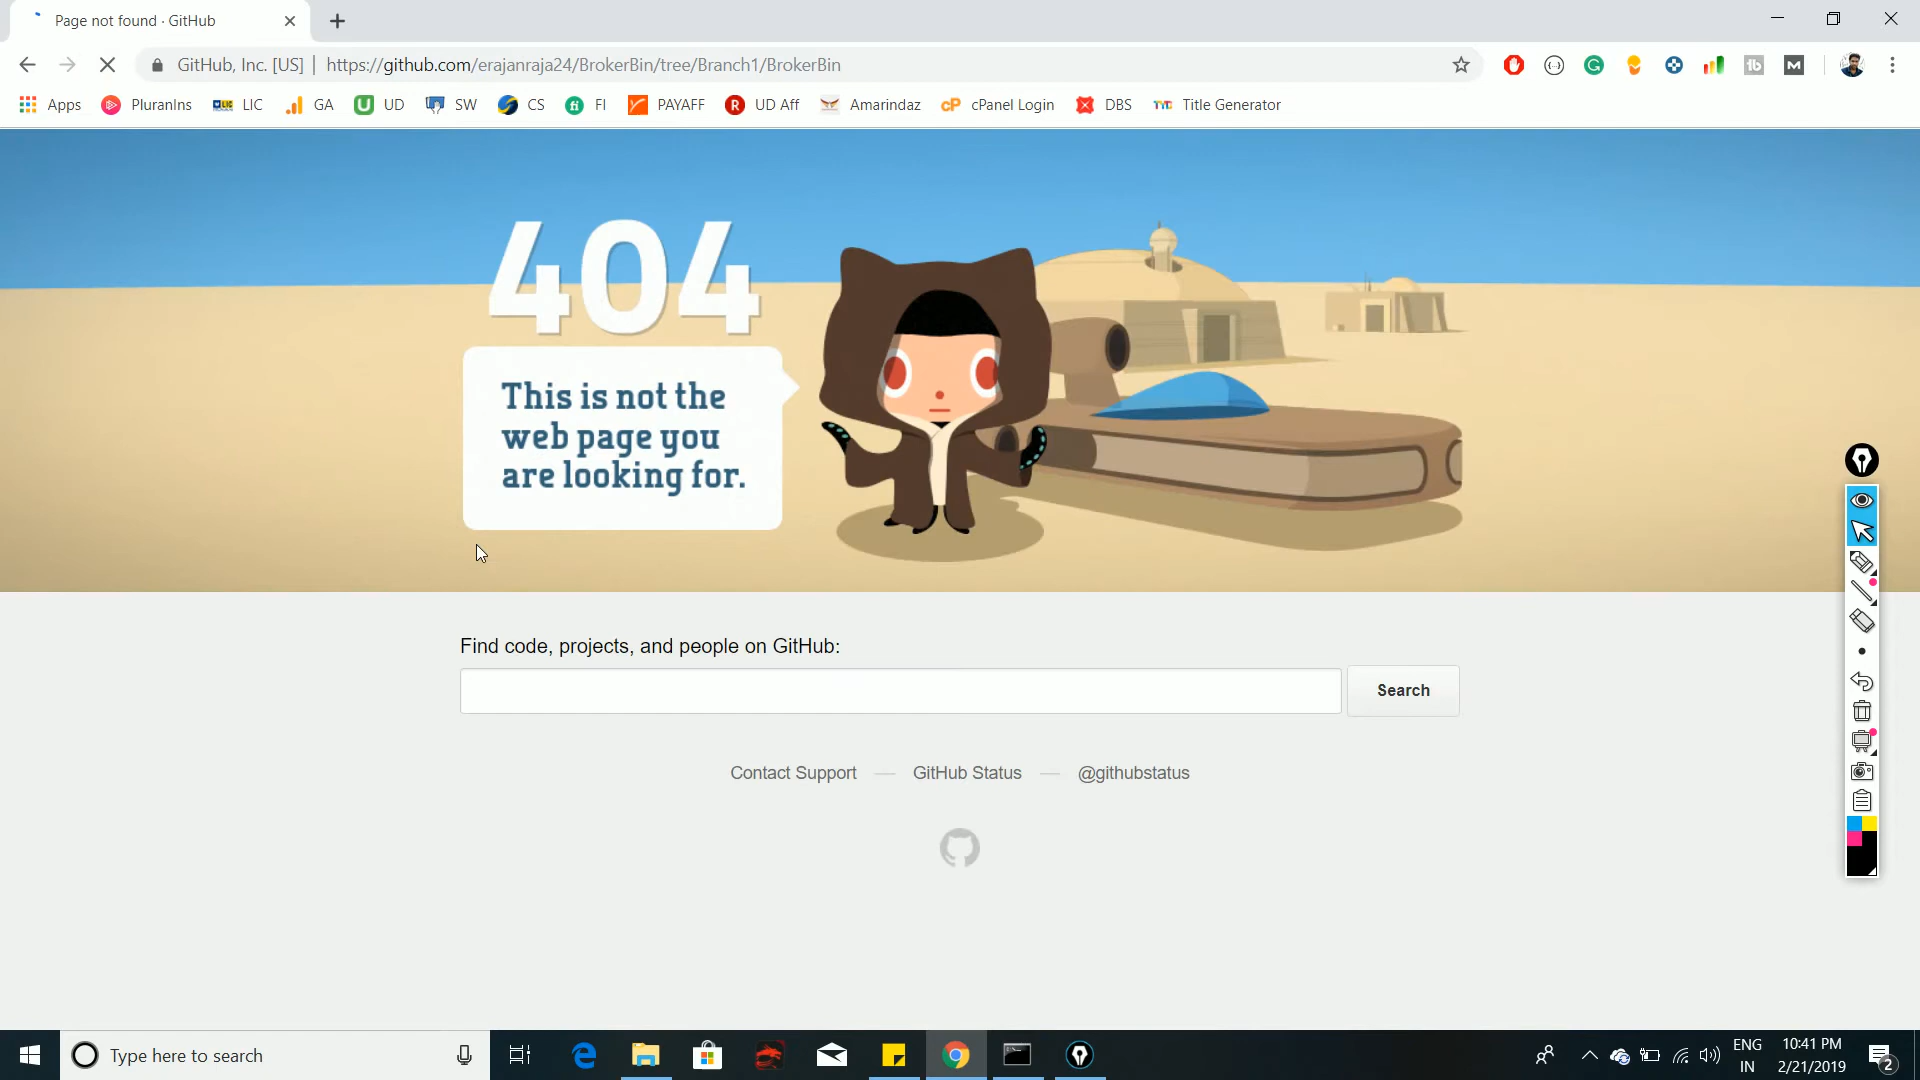 Page not found · GitHub
GitHub, Inc. [US] | https://github.com/erajanraja24/BrokerBin/tree/Branch1/BrokerBin
Apps PluranIns LIC GA UD SW CS FI PAYAFF UD Aff Amarindaz cPanel Login DBS Title Generator
404
This is not the
web page you
are looking for.
Find code, projects, and people on GitHub:
Search
Contact Support — GitHub Status — @githubstatus
Type here to search
ENG
IN
10:41 PM
2/21/2019
2